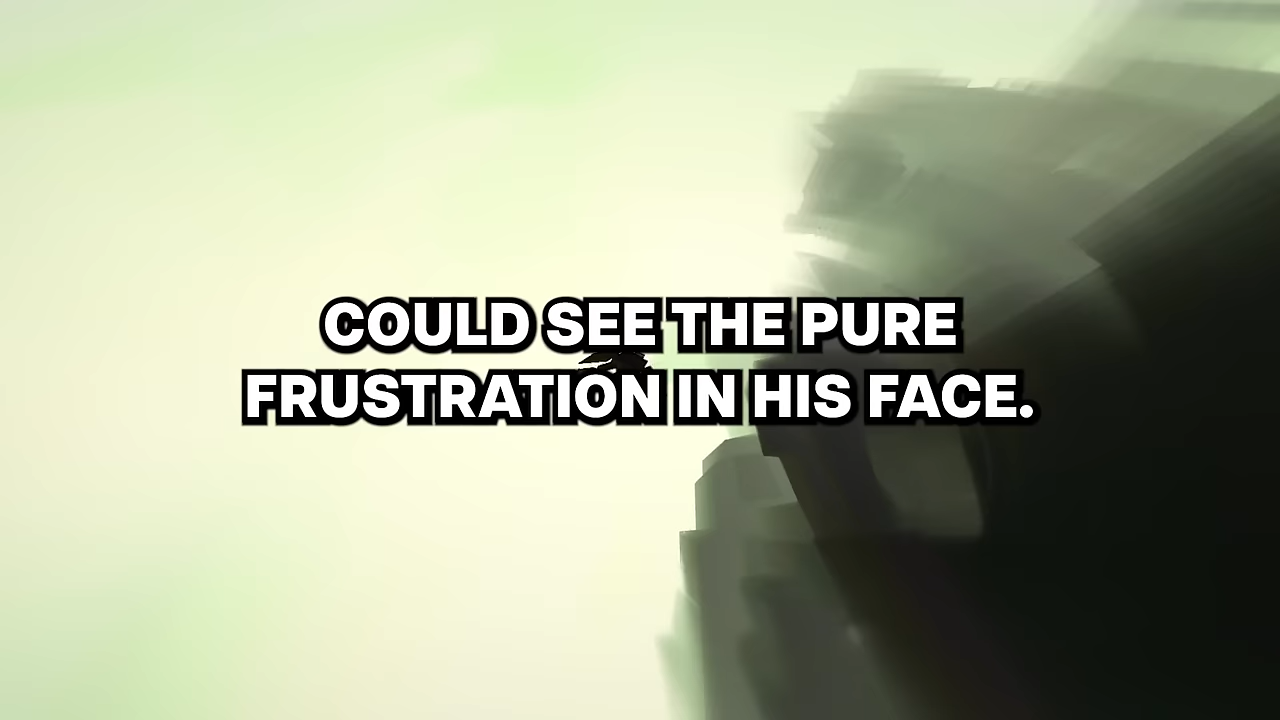 COULD SEE THE PURE
FRUSTRATION IN HIS FACE.